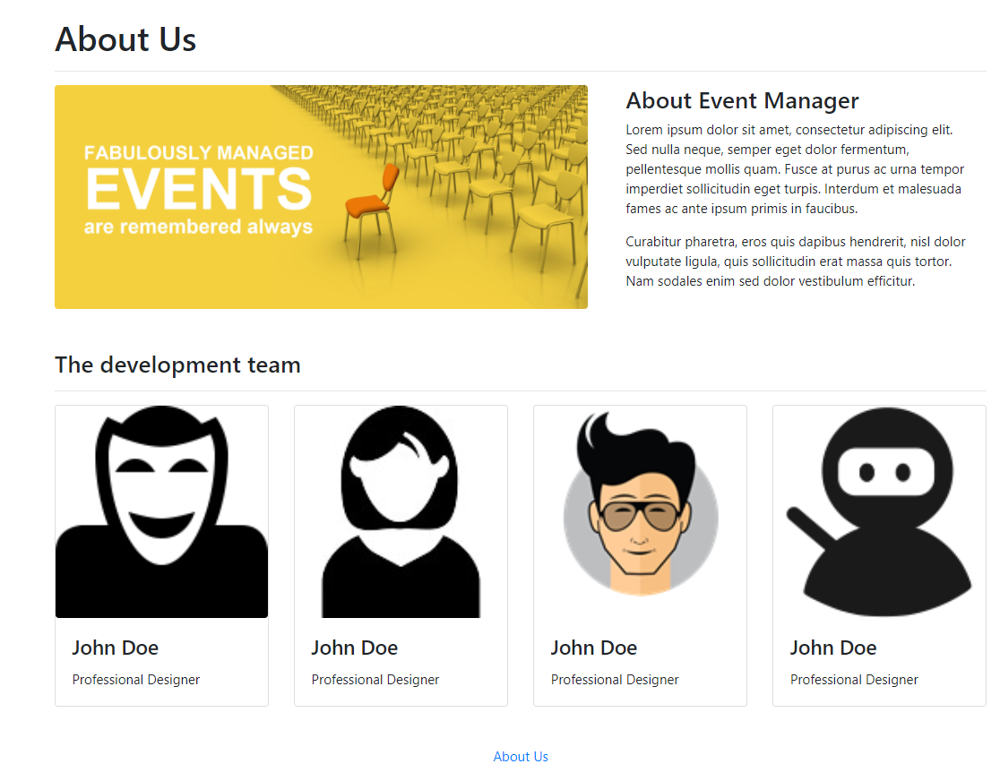 About Us
FABULOUSLY MANAGED
EVENTS
are remembered always
About Event Manager
Lorem ipsum dolor sit amet, consectetur adipiscing elit.
Sed nulla neque, semper eget dolor fermentum,
pellentesque mollis quam. Fusce at purus ac urna tempor
imperdiet sollicitudin eget turpis. Interdum et malesuada
fames ac ante ipsum primis in faucibus.
Curabitur pharetra, eros quis dapibus hendrerit, nisl dolor
vulputate ligula, quis sollicitudin erat massa quis tortor.
Nam sodales enim sed dolor vestibulum efficitur.
The development team
John Doe
Professional Designer
John Doe
Professional Designer
John Doe
Professional Designer
John Doe
Professional Designer
About Us